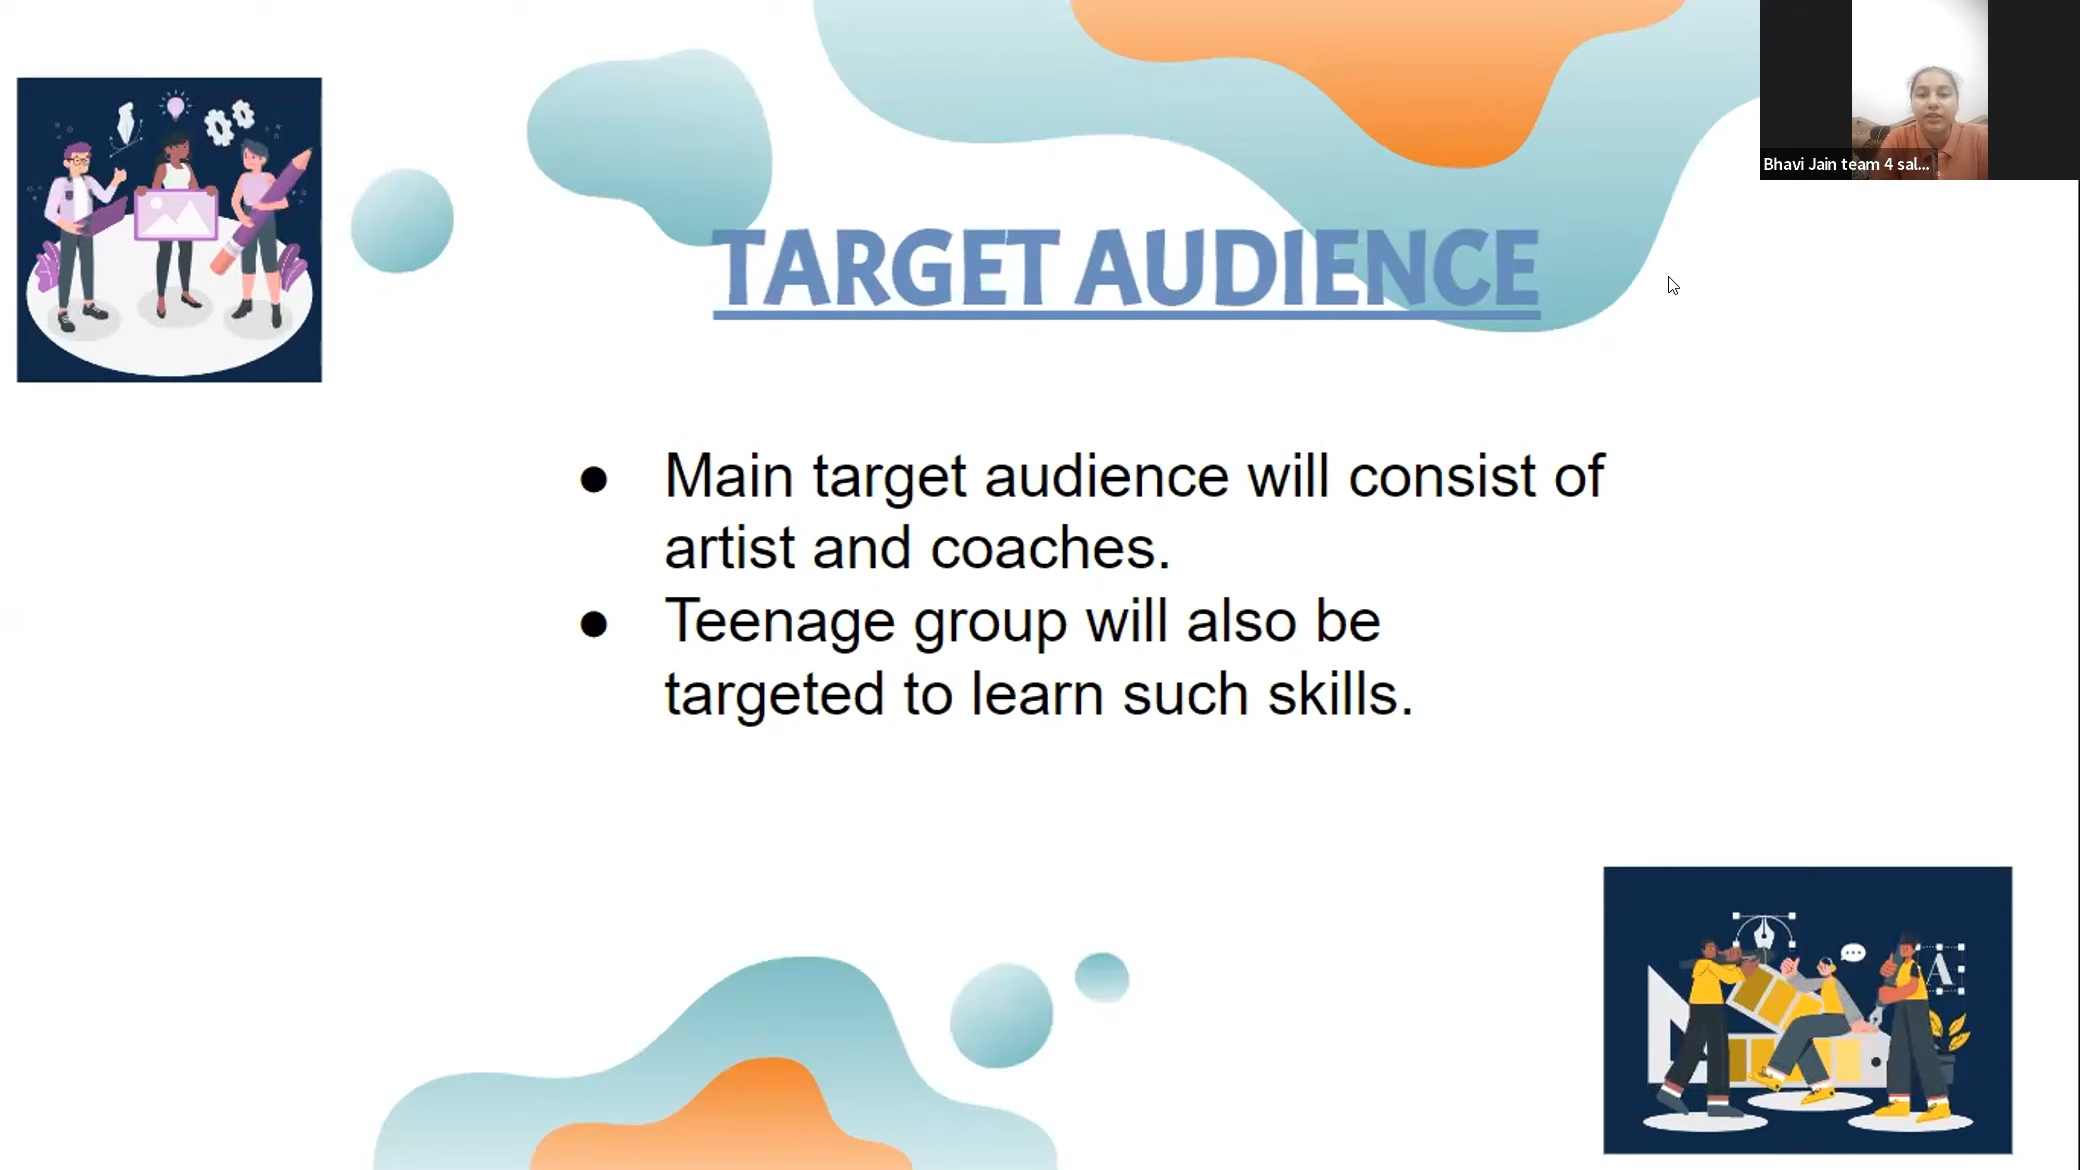 Bhavi Jain team 4 sal...
TARGET AUDIENCE
● Main target audience will consist of
artist and coaches.
● Teenage group will also be
targeted to learn such skills.
A